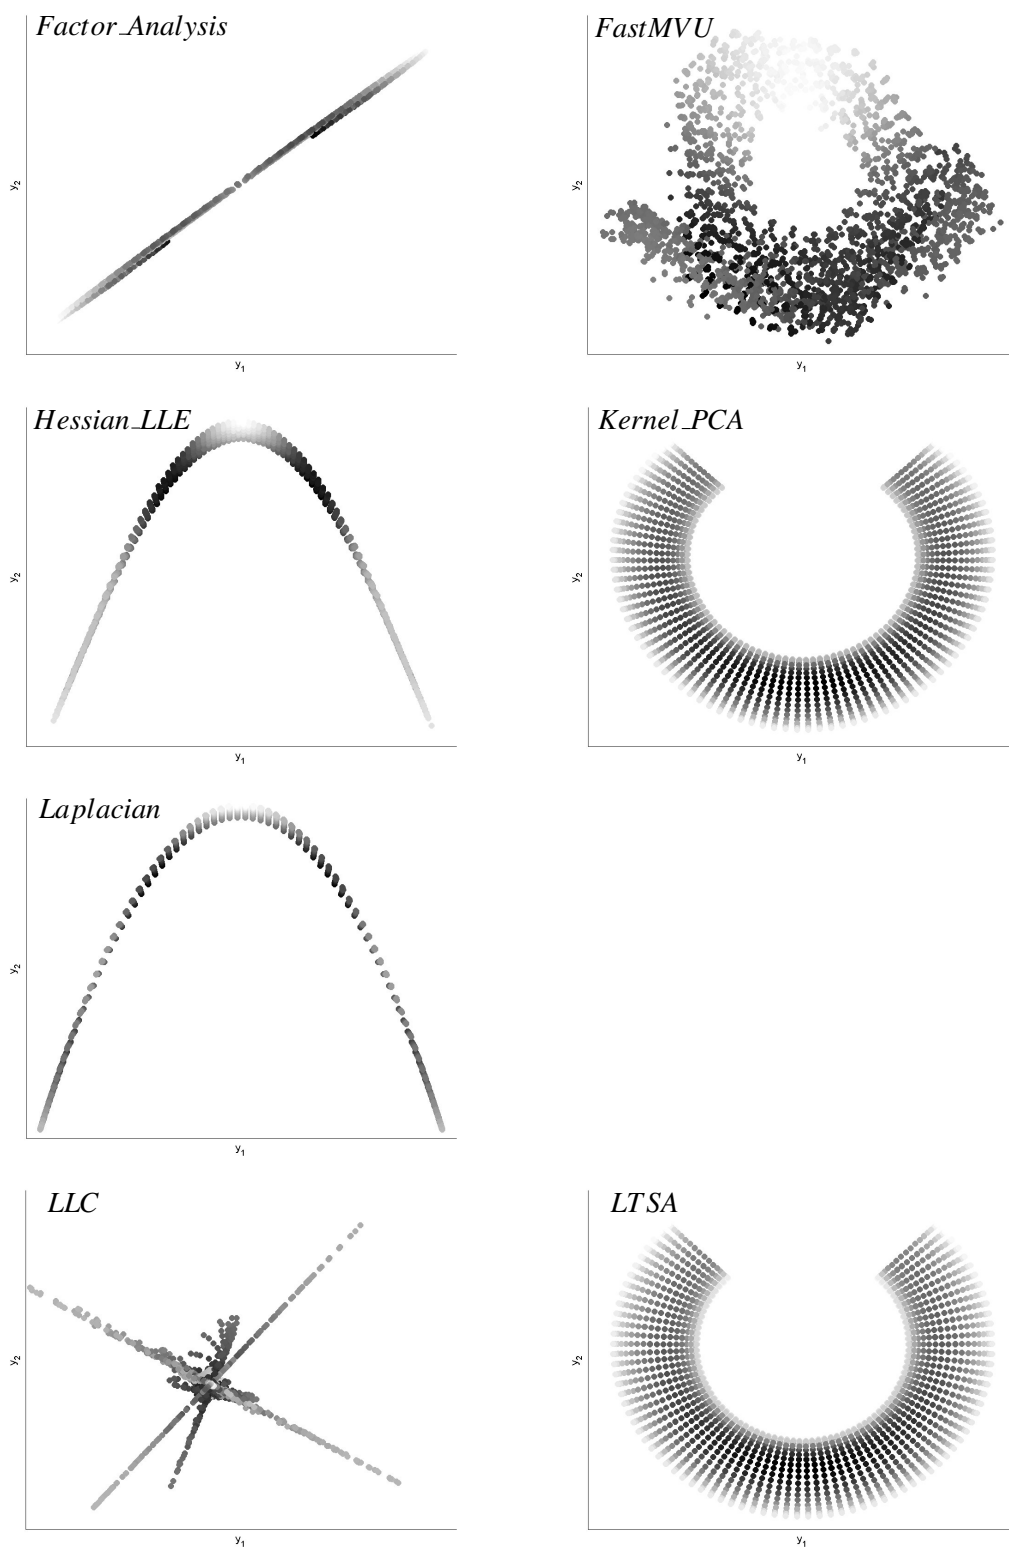 Factor_Analysis
FastMVU
y2
y1
y2
y1
Hessian_LLE
Kernel_PCA
y2
y1
y2
y1
Laplacian
y2
y1
LLC
LTSA
y2
y1
y2
y1